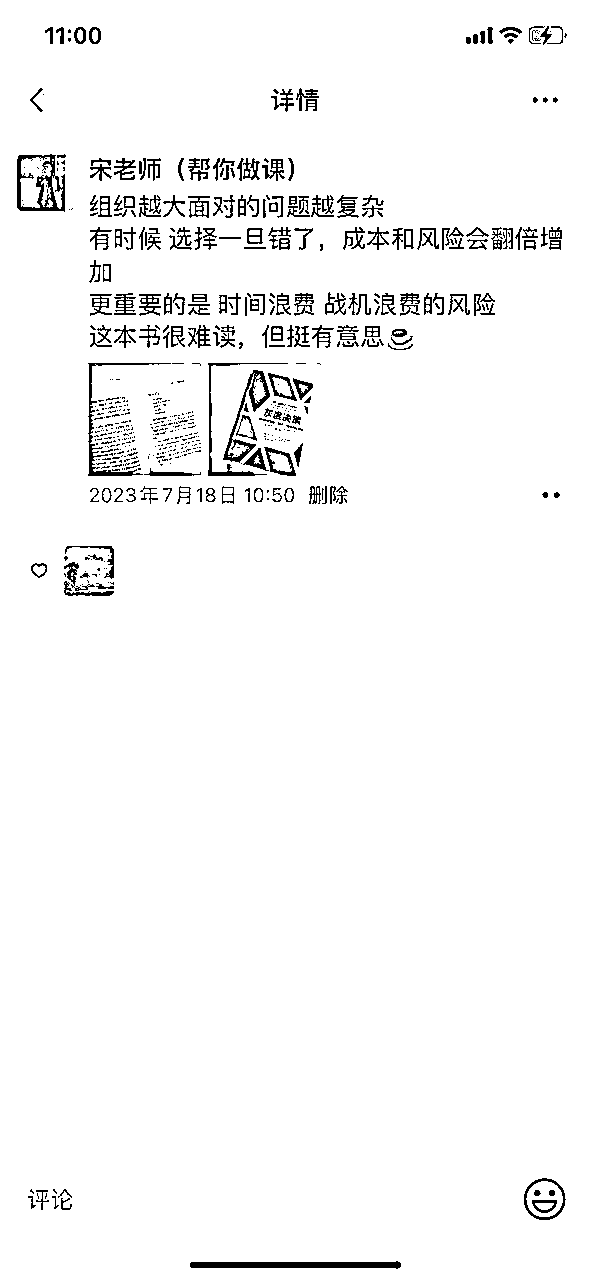 11:00
详情
宋老师（帮你做课）
组织越大面对的问题越复杂
有时候 选择一旦错了，成本和风险会翻倍增
加
更重要的是 时间浪费 战机浪费的风险
这本书很难读，但挺有意思
2023年7月18日 10:50 删除
评论